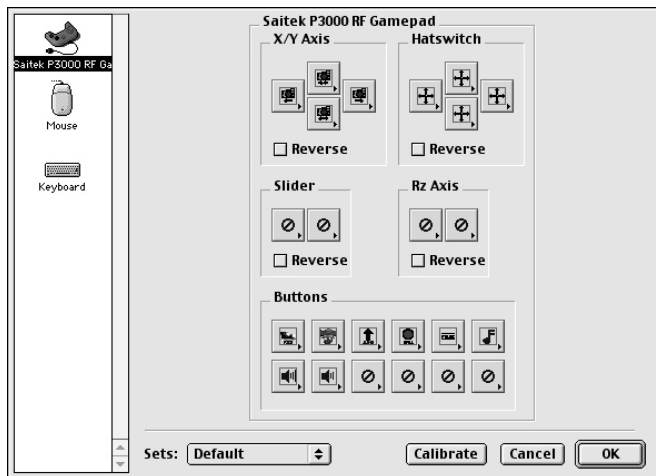 Saitek P3000 RF Ga
Mouse
Keyboard
Saitek P3000 RF Gamepad
X/Y Axis
Hatswitch
Reverse
Reverse
Slider
Rz Axis
Reverse
Reverse
Buttons
Sets: Default
Calibrate
Cancel
OK